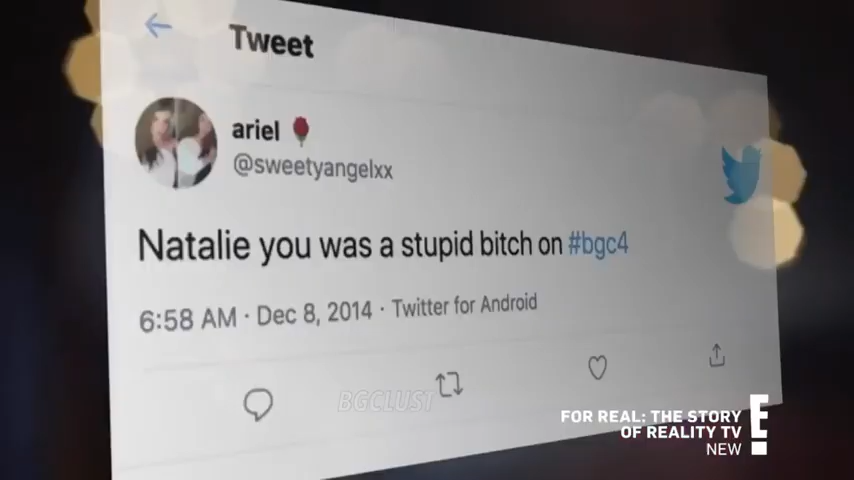 Tweet
ariel 🌹
@sweetyangelxx
Natalie you was a stupid bitch on #bgc4
6:58 AM · Dec 8, 2014 · Twitter for Android
BGCLUST
FOR REAL: THE STORY
OF REALITY TV
NEW
E!